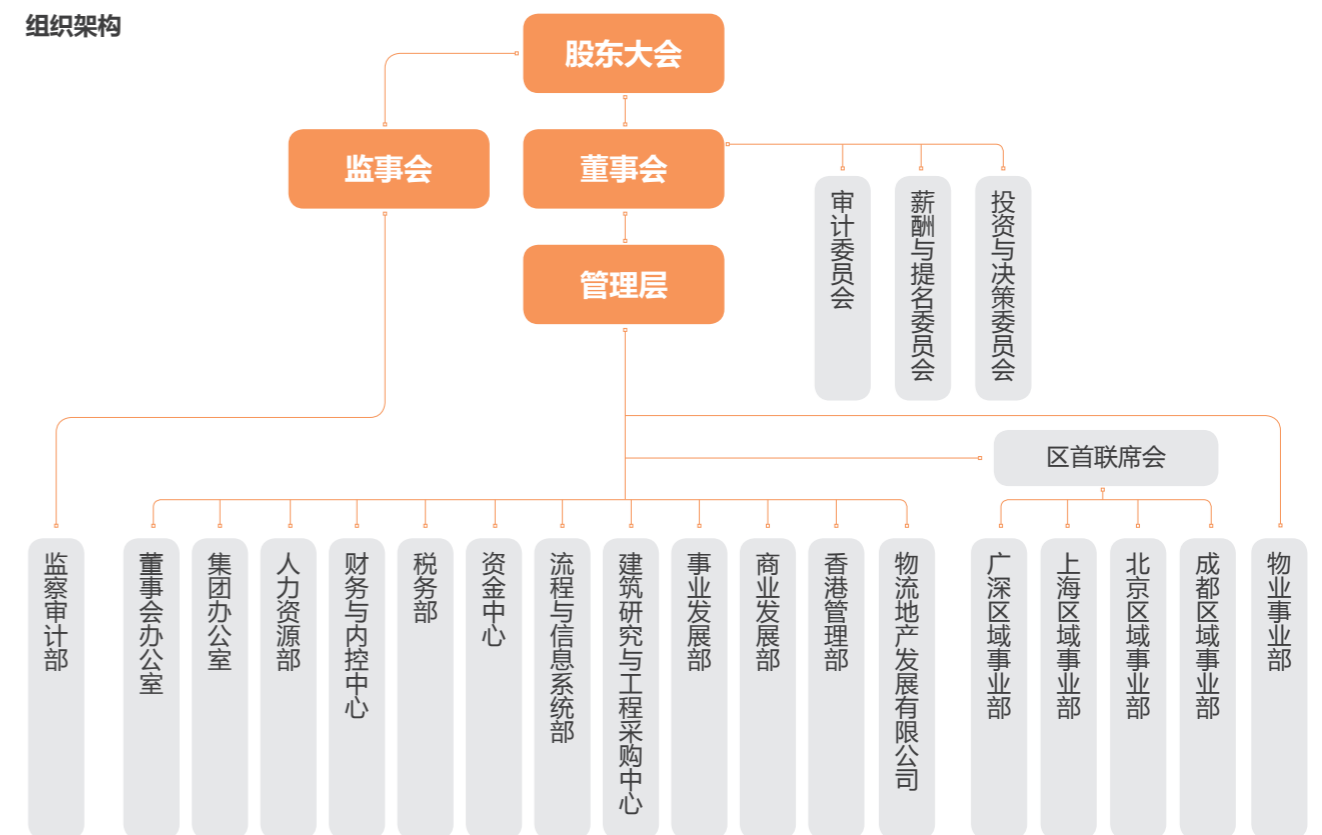 组织架构
股东大会
监事会
董事会
审计委员会
薪酬与提名委员会
投资与决策委员会
管理层
区首联席会
监察审计部
董事会办公室
集团办公室
人力资源部
财务与内控中心
税务部
资金中心
流程与信息系统部
建筑研究与工程采购中心
事业发展部
商业发展部
香港管理部
物流地产发展有限公司
广深区域事业部
上海区域事业部
北京区域事业部
成都区域事业部
物业事业部